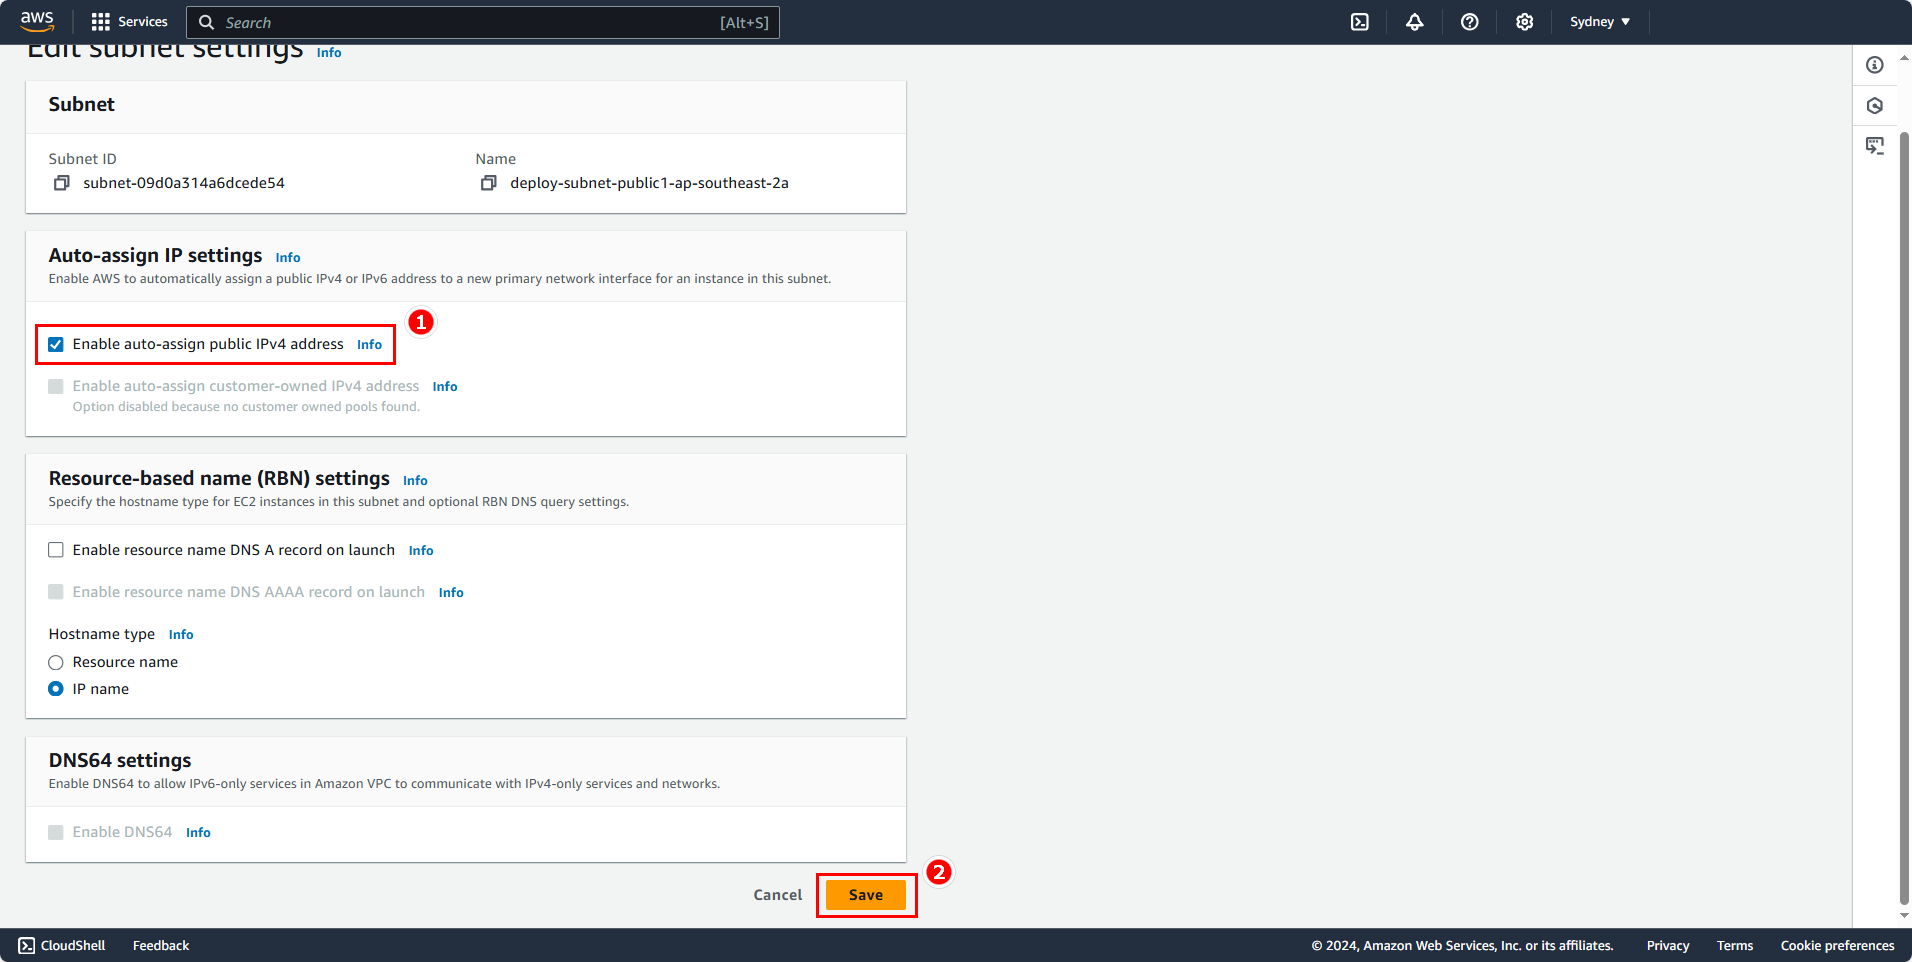 aws Services Search [Alt+S] Sydney
Edit subnet settings Info
Subnet
Subnet ID Name
subnet-09d0a314a6dcede54 deploy-subnet-public1-ap-southeast-2a
Auto-assign IP settings Info
Enable AWS to automatically assign a public IPv4 or IPv6 address to a new primary network interface for an instance in this subnet.
1
Enable auto-assign public IPv4 address Info
Enable auto-assign customer-owned IPv4 address Info
Option disabled because no customer owned pools found.
Resource-based name (RBN) settings Info
Specify the hostname type for EC2 instances in this subnet and optional RBN DNS query settings.
Enable resource name DNS A record on launch Info
Enable resource name DNS AAAA record on launch Info
Hostname type Info
Resource name
IP name
DNS64 settings
Enable DNS64 to allow IPv6-only services in Amazon VPC to communicate with IPv4-only services and networks.
Enable DNS64 Info
2
Cancel Save
CloudShell Feedback © 2024, Amazon Web Services, Inc. or its affiliates. Privacy Terms Cookie preferences